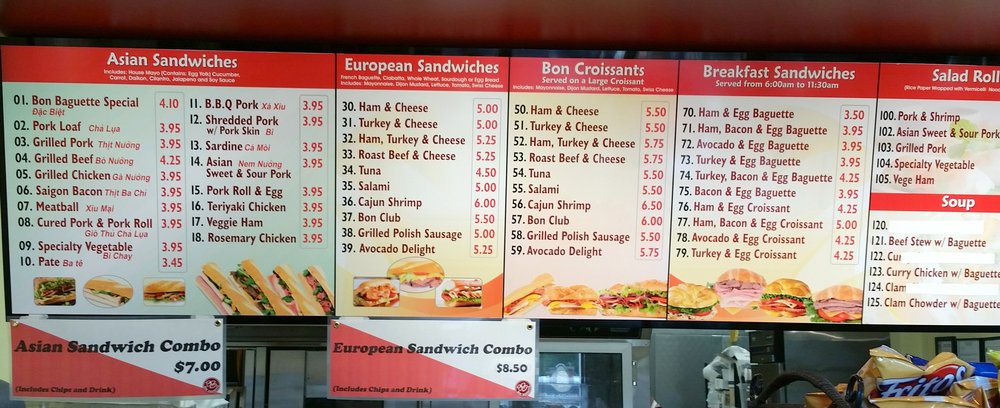 Asian Sandwiches
Includes: House Mayo (Contains: Egg Yolk) Cucumber,
Carrot, Daikon, Cilantro, Jalapeno and Soy Sauce
01. Bon Baguette Special 4.10
Đặc Biệt
02. Pork Loaf Chả Lụa 3.95
03. Grilled Pork Thịt Nướng 3.95
04. Grilled Beef Bò Nướng 4.25
05. Grilled Chicken Gà Nướng 3.95
06. Saigon Bacon Thịt Ba Chỉ 3.95
07. Meatball Xíu Mại 3.95
08. Cured Pork & Pork Roll 3.95
Giò Thủ Chả Lụa
09. Specialty Vegetable 3.95
Bì Chay
10. Pate Ba tê 3.45
11. B.B.Q Pork Xá Xíu 3.95
12. Shredded Pork 3.95
w/ Pork Skin Bì
13. Sardine Cá Mòi 3.95
14. Asian Nem Nướng 3.95
Sweet & Sour Pork
15. Pork Roll & Egg 3.95
16. Teriyaki Chicken 3.95
17. Veggie Ham 3.95
18. Rosemary Chicken 3.95
European Sandwiches
French Baguette, Ciabatta, Whole Wheat, Sourdough or Egg Bread
Includes: Mayonnaise, Dijon Mustard, Lettuce, Tomato, Swiss Cheese
30. Ham & Cheese 5.00
31. Turkey & Cheese 5.00
32. Ham, Turkey & Cheese 5.25
33. Roast Beef & Cheese 5.25
34. Tuna 4.50
35. Salami 5.00
36. Cajun Shrimp 6.00
37. Bon Club 5.50
38. Grilled Polish Sausage 5.00
39. Avocado Delight 5.25
Bon Croissants
Served on a Large Croissant
Includes: Mayonnaise, Dijon Mustard, Lettuce, Tomato, Swiss Cheese
50. Ham & Cheese 5.50
51. Turkey & Cheese 5.50
52. Ham, Turkey & Cheese 5.75
53. Roast Beef & Cheese 5.75
54. Tuna 5.50
55. Salami 5.50
56. Cajun Shrimp 6.50
57. Bon Club 6.00
58. Grilled Polish Sausage 5.50
59. Avocado Delight 5.75
Breakfast Sandwiches
Served from 6:00am to 11:30am
70. Ham & Egg Baguette 3.50
71. Ham, Bacon & Egg Baguette 3.95
72. Avocado & Egg Baguette 3.95
73. Turkey & Egg Baguette 3.95
74. Turkey, Bacon & Egg Baguette 4.25
75. Bacon & Egg Baguette 3.95
76. Ham & Egg Croissant 4.25
77. Ham, Bacon & Egg Croissant 5.00
78. Avocado & Egg Croissant 4.25
79. Turkey & Egg Croissant 4.25
Salad Roll
(Rice Paper Wrapped with Vermicelli
100. Pork & Shrimp
102. Asian Sweet & Sour Pork
103. Grilled Pork
104. Specialty Vegetable
105. Vege Ham
Soup
120.
121. Beef Stew w/ Baguette
122. Cur
123. Curry Chicken w/ Baguette
124. Clam
125. Clam Chowder w/ Baguette
Asian Sandwich Combo
$7.00
(Includes Chips and Drink)
European Sandwich Combo
$8.50
(Includes Chips and Drink)
Fritos